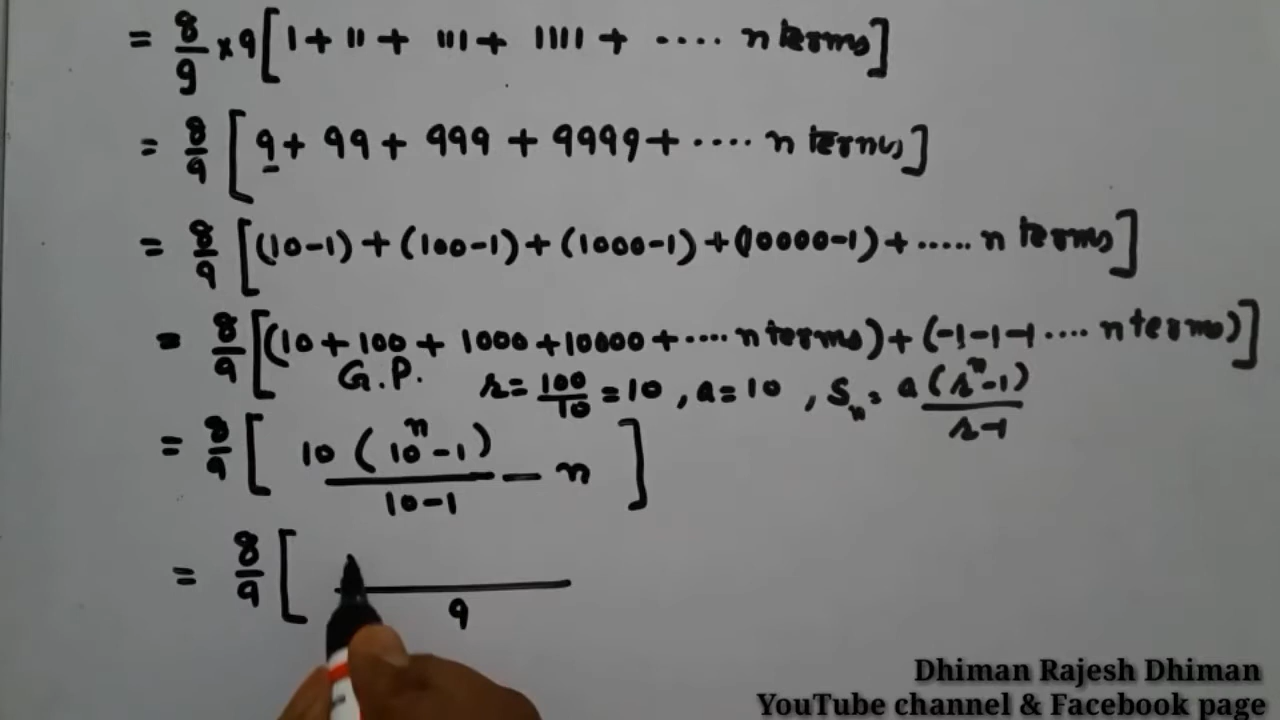 = 8/9 × 9 [1 + 11 + 111 + 1111 + .... n terms]
= 8/9 [9 + 99 + 999 + 9999 + .... n terms]
= 8/9 [(10-1) + (100-1) + (1000-1) + (10000-1) + ..... n terms]
= 8/9 [(10 + 100 + 1000 + 10000 + .... n terms) + (-1-1-1 .... n terms)]
G.P. r = 100/10 = 10, a = 10, Sₙ = a(rⁿ-1)/r-1
= 8/9 [10(10ⁿ-1)/10-1 - n]
= 8/9 [ /9
Dhiman Rajesh Dhiman
YouTube channel & Facebook page